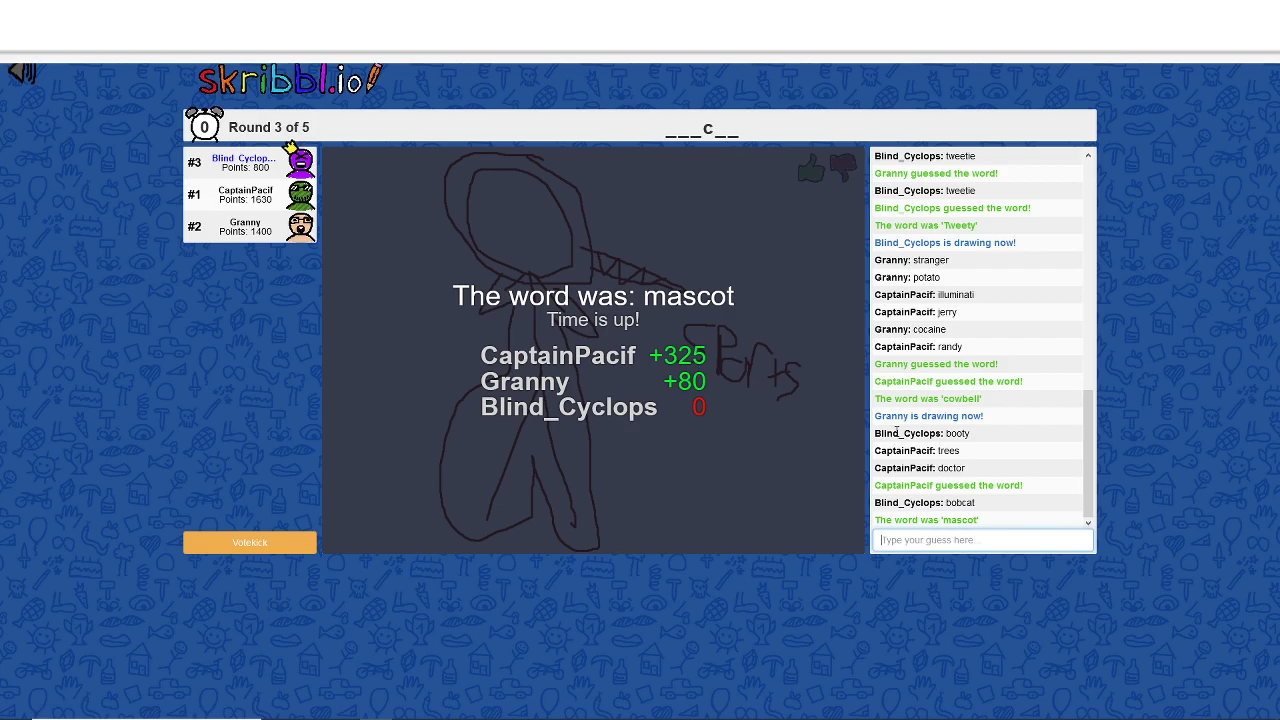 skribbl.io
0
Round 3 of 5
___c__
#3
Blind_Cyclop...
Points: 800
#1
CaptainPacif
Points: 1630
#2
Granny
Points: 1400
Votekick
The word was: mascot
Time is up!
CaptainPacif +325
Granny +80
Blind_Cyclops 0
SPorts
Blind_Cyclops: tweetie
Granny guessed the word!
Blind_Cyclops: tweetie
Blind_Cyclops guessed the word!
The word was 'Tweety'
Blind_Cyclops is drawing now!
Granny: stranger
Granny: potato
CaptainPacif: illuminati
CaptainPacif: jerry
Granny: cocaine
CaptainPacif: randy
Granny guessed the word!
CaptainPacif guessed the word!
The word was 'cowbell'
Granny is drawing now!
Blind_Cyclops: booty
CaptainPacif: trees
CaptainPacif: doctor
CaptainPacif guessed the word!
Blind_Cyclops: bobcat
The word was 'mascot'
Type your guess here...